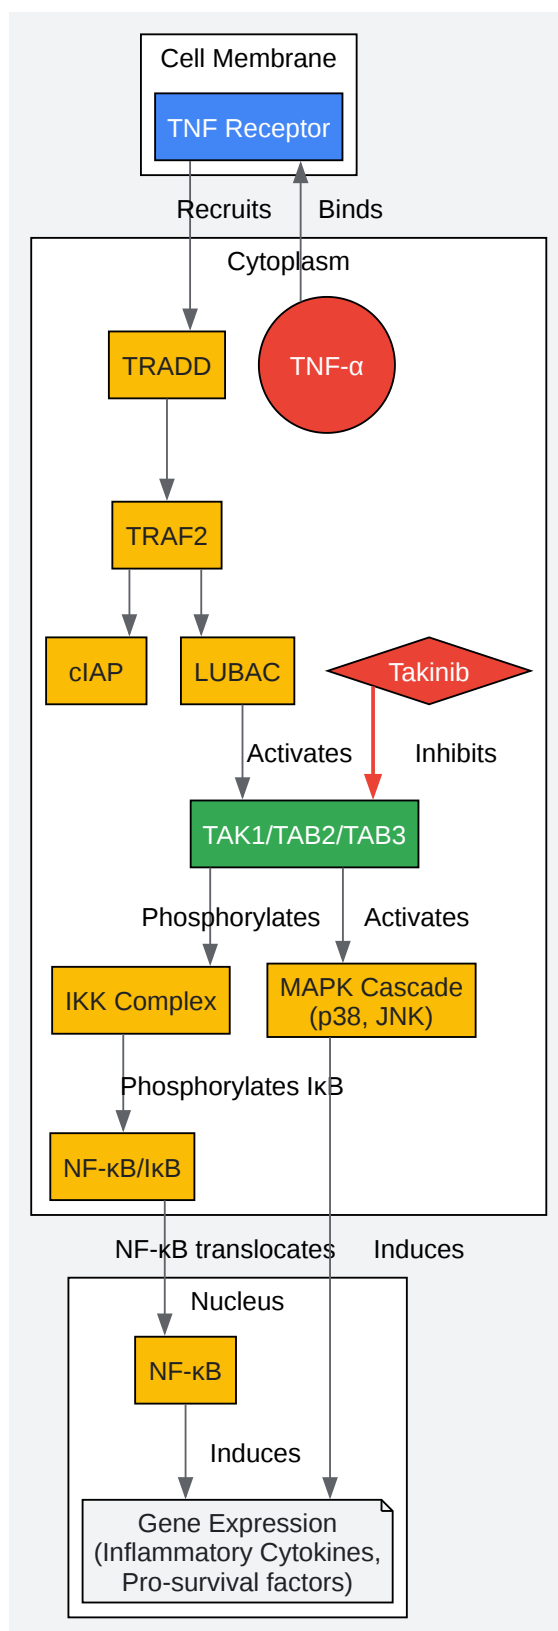 Cell Membrane
TNF Receptor
Recruits
Binds
Cytoplasm
TRADD
TNF-α
TRAF2
cIAP
LUBAC
Takinib
Activates
Inhibits
TAK1/TAB2/TAB3
Phosphorylates
Activates
IKK Complex
MAPK Cascade
(p38, JNK)
Phosphorylates IκB
NF-κB/IκB
NF-κB translocates
Induces
Nucleus
NF-κB
Induces
Gene Expression
(Inflammatory Cytokines,
Pro-survival factors)